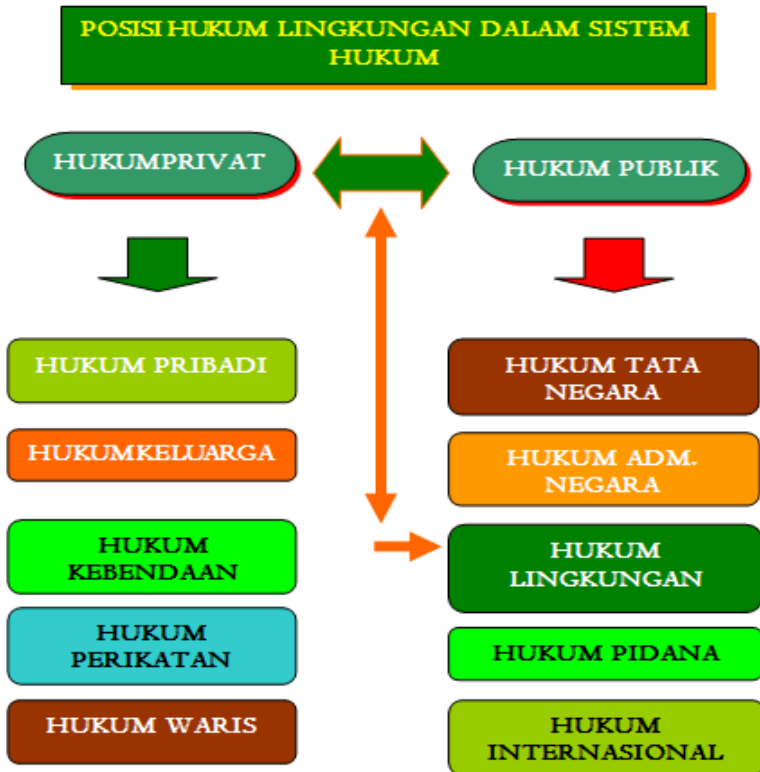 POSISI HUKUM LINGKUNGAN DALAM SISTEM
HUKUM
HUKUMPRIVAT
HUKUM PUBLIK
HUKUM PRIBADI
HUKUMKELUARGA
HUKUM
KEBENDAAN
HUKUM
PERIKATAN
HUKUM WARIS
HUKUM TATA
NEGARA
HUKUM ADM.
NEGARA
HUKUM
LINGKUNGAN
HUKUM PIDANA
HUKUM
INTERNASIONAL